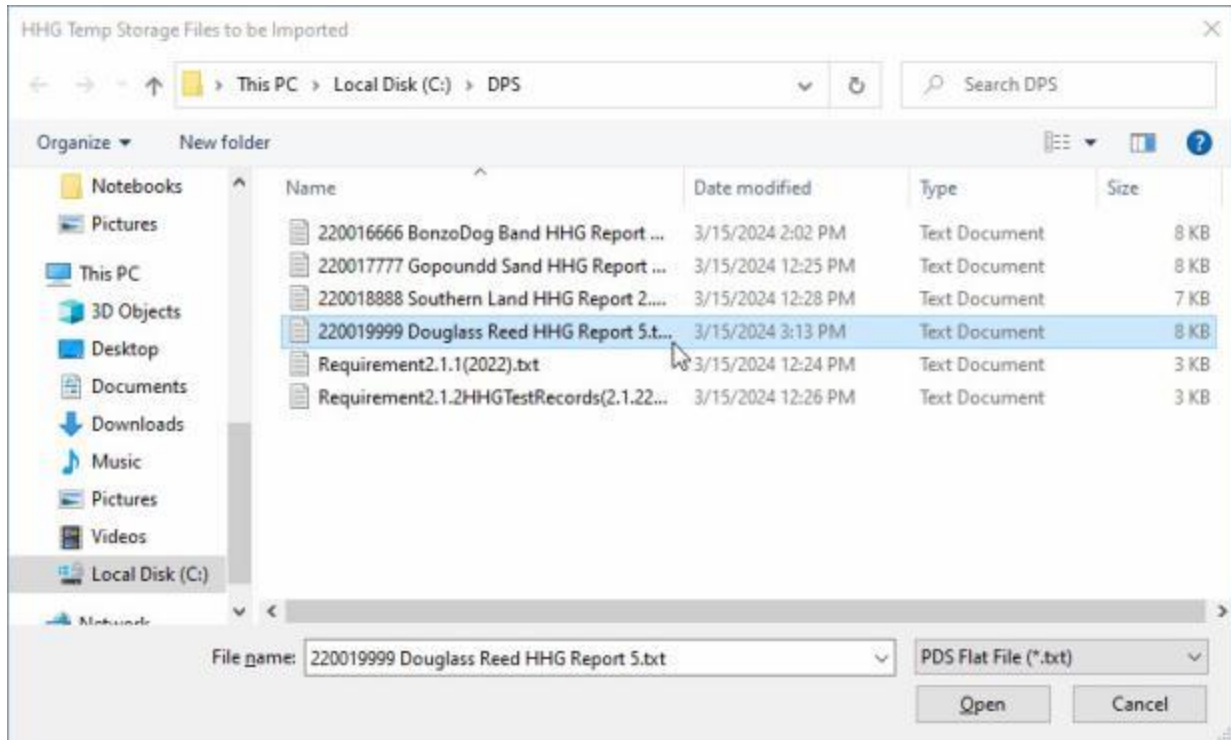 HHG Temp Storage Files to be Imported
This PC > Local Disk (C:) > DPS
Search DPS
Organize
New folder
Name
Date modified
Type
Size
Notebooks
Pictures
This PC
3D Objects
Desktop
Documents
Downloads
Music
Pictures
Videos
Local Disk (C:)
Network
220016666 BonzoDog Band HHG Report ... 3/15/2024 2:02 PM Text Document 8 KB
220017777 Gopoundd Sand HHG Report ... 3/15/2024 12:25 PM Text Document 8 KB
220018888 Southern Land HHG Report 2.... 3/15/2024 12:28 PM Text Document 7 KB
220019999 Douglass Reed HHG Report 5.t... 3/15/2024 3:13 PM Text Document 8 KB
Requirement2.1.1(2022).txt 3/15/2024 12:24 PM Text Document 3 KB
Requirement2.1.2HHGTestRecords(2.1.22... 3/15/2024 12:26 PM Text Document 3 KB
File name: 220019999 Douglass Reed HHG Report 5.txt
PDS Flat File (*.txt)
Open
Cancel